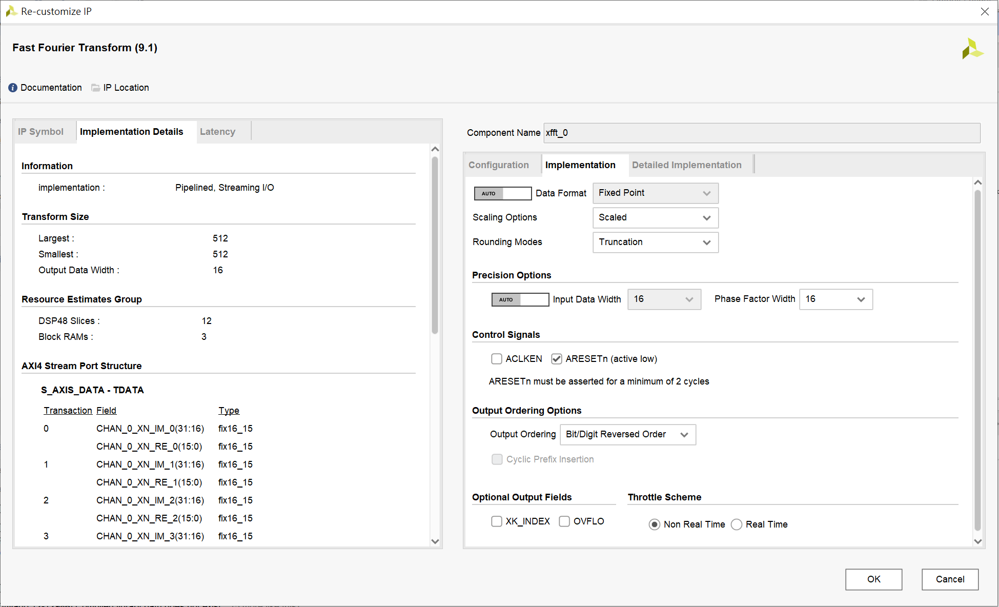 Re-customize IP
Fast Fourier Transform (9.1)
Documentation IP Location
IP Symbol Implementation Details Latency
Information
implementation : Pipelined, Streaming I/O
Transform Size
Largest : 512
Smallest : 512
Output Data Width : 16
Resource Estimates Group
DSP48 Slices : 12
Block RAMs : 3
AXI4 Stream Port Structure
S_AXIS_DATA - TDATA
Transaction Field Type
0 CHAN_0_XN_IM_0(31:16) fix16_15
CHAN_0_XN_RE_0(15:0) fix16_15
1 CHAN_0_XN_IM_1(31:16) fix16_15
CHAN_0_XN_RE_1(15:0) fix16_15
2 CHAN_0_XN_IM_2(31:16) fix16_15
CHAN_0_XN_RE_2(15:0) fix16_15
3 CHAN_0_XN_IM_3(31:16) fix16_15
Component Name xfft_0
Configuration Implementation Detailed Implementation
AUTO Data Format Fixed Point
Scaling Options Scaled
Rounding Modes Truncation
Precision Options
AUTO Input Data Width 16 Phase Factor Width 16
Control Signals
ACLKEN ARESETn (active low)
ARESETn must be asserted for a minimum of 2 cycles
Output Ordering Options
Output Ordering Bit/Digit Reversed Order
Cyclic Prefix Insertion
Optional Output Fields Throttle Scheme
XK_INDEX OVFLO Non Real Time Real Time
OK Cancel